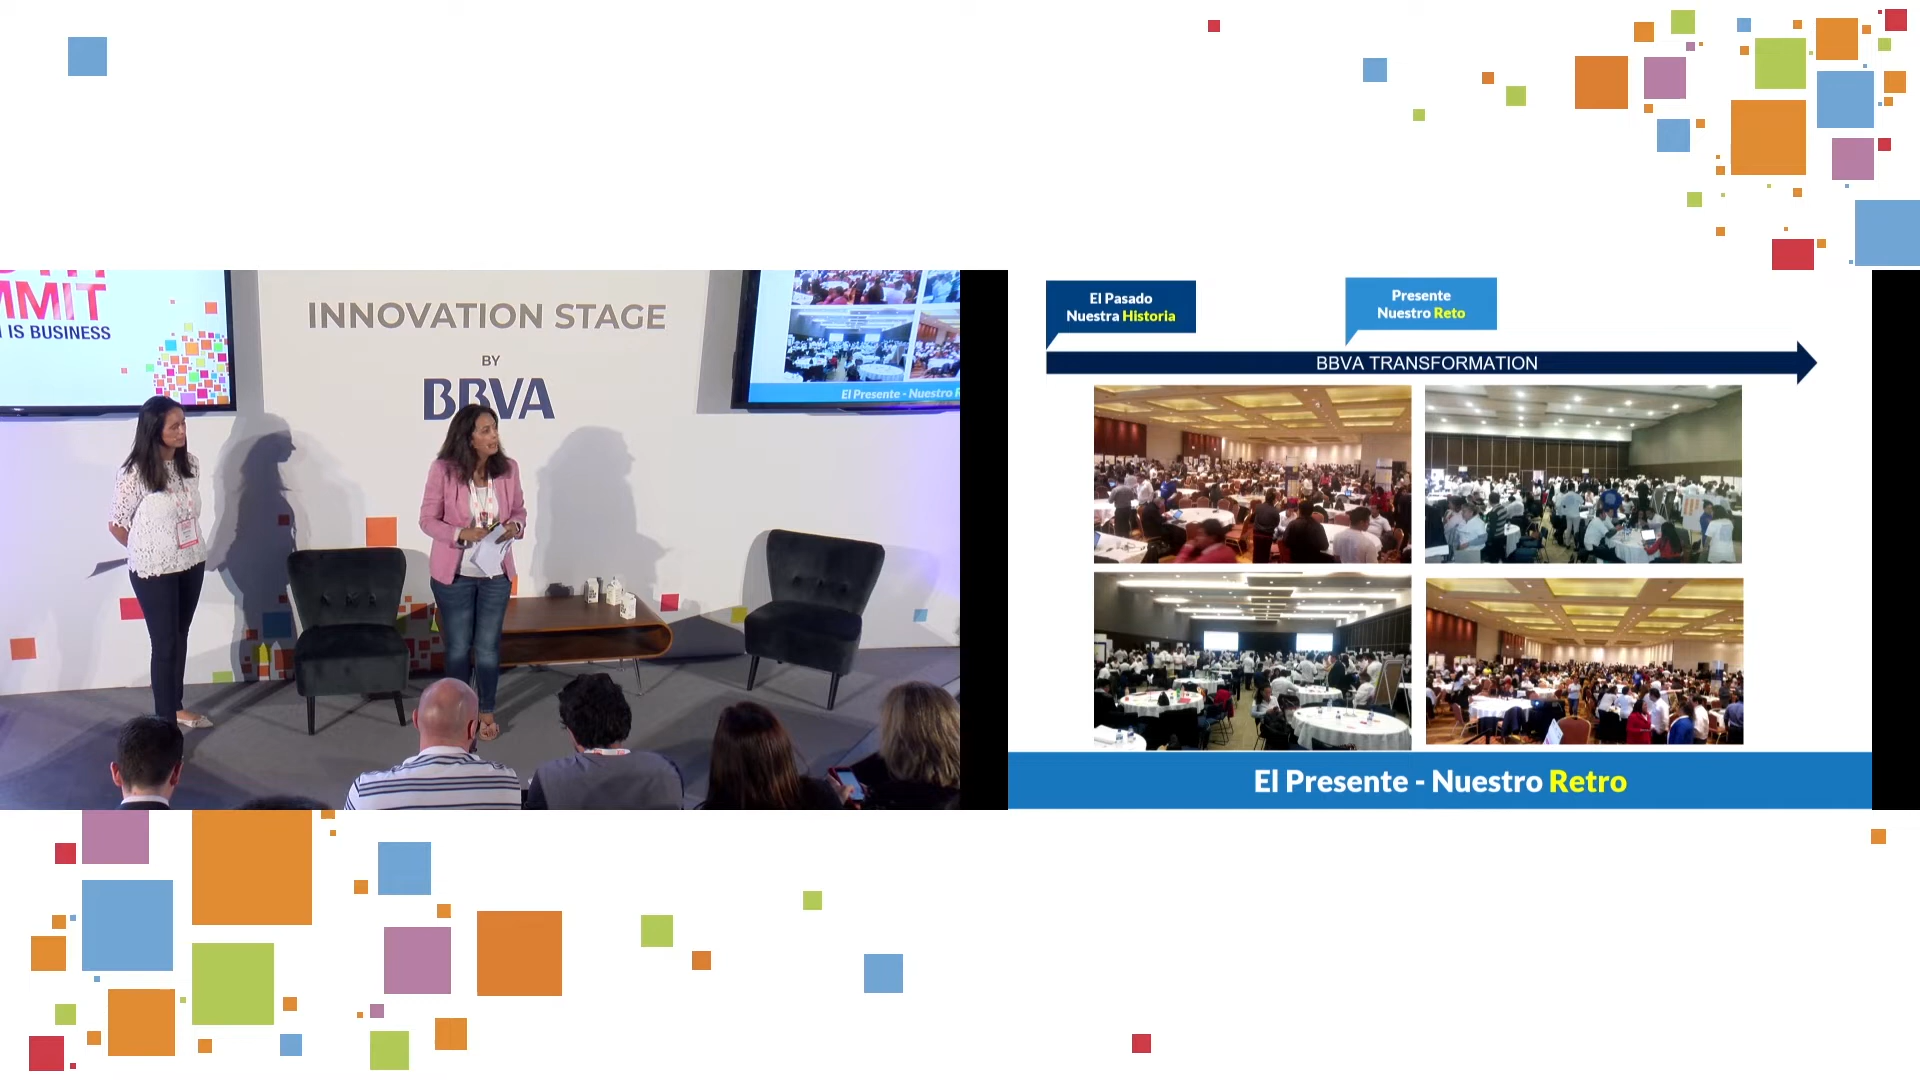 MMIT
IS BUSINESS
INNOVATION STAGE
BY
BBVA
El Presente - Nuestro
El Pasado
Nuestra Historia
Presente
Nuestro Reto
BBVA TRANSFORMATION
El Presente - Nuestro Retro